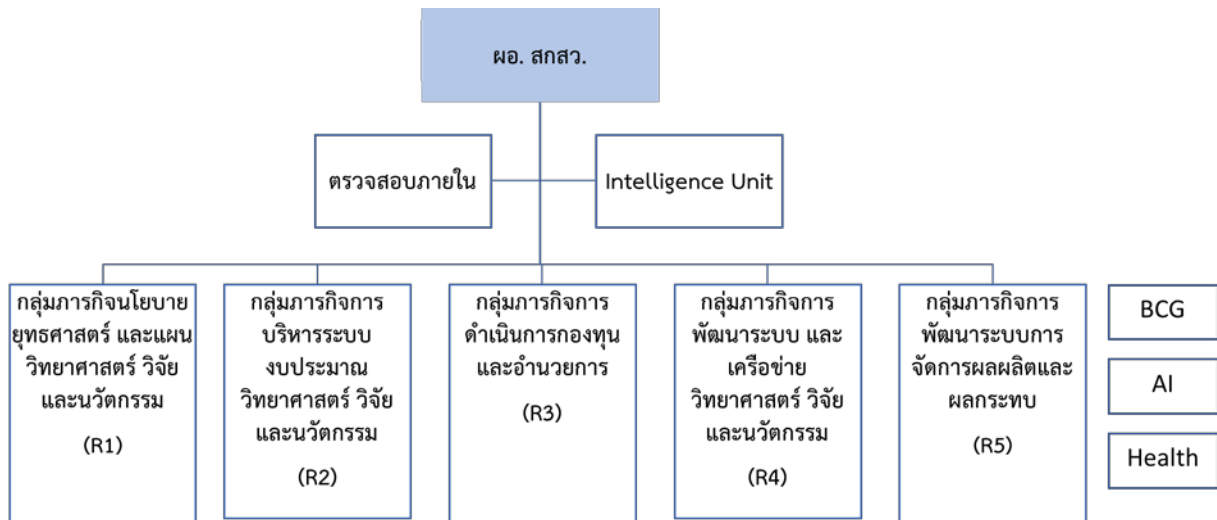 ผอ. สกสว.
ตรวจสอบภายใน
Intelligence Unit
กลุ่มภารกิจนโยบาย
ยุทธศาสตร์ และแผน
วิทยาศาสตร์ วิจัย
และนวัตกรรม
(R1)
กลุ่มภารกิจการ
บริหารระบบ
งบประมาณ
วิทยาศาสตร์ วิจัย
และนวัตกรรม
(R2)
กลุ่มภารกิจการ
ดำเนินการกองทุน
และอำนวยการ
(R3)
กลุ่มภารกิจการ
พัฒนาระบบ และ
เครือข่าย
วิทยาศาสตร์ วิจัย
และนวัตกรรม
(R4)
กลุ่มภารกิจการ
พัฒนาระบบการ
จัดการผลผลิตและ
ผลกระทบ
(R5)
BCG
AI
Health